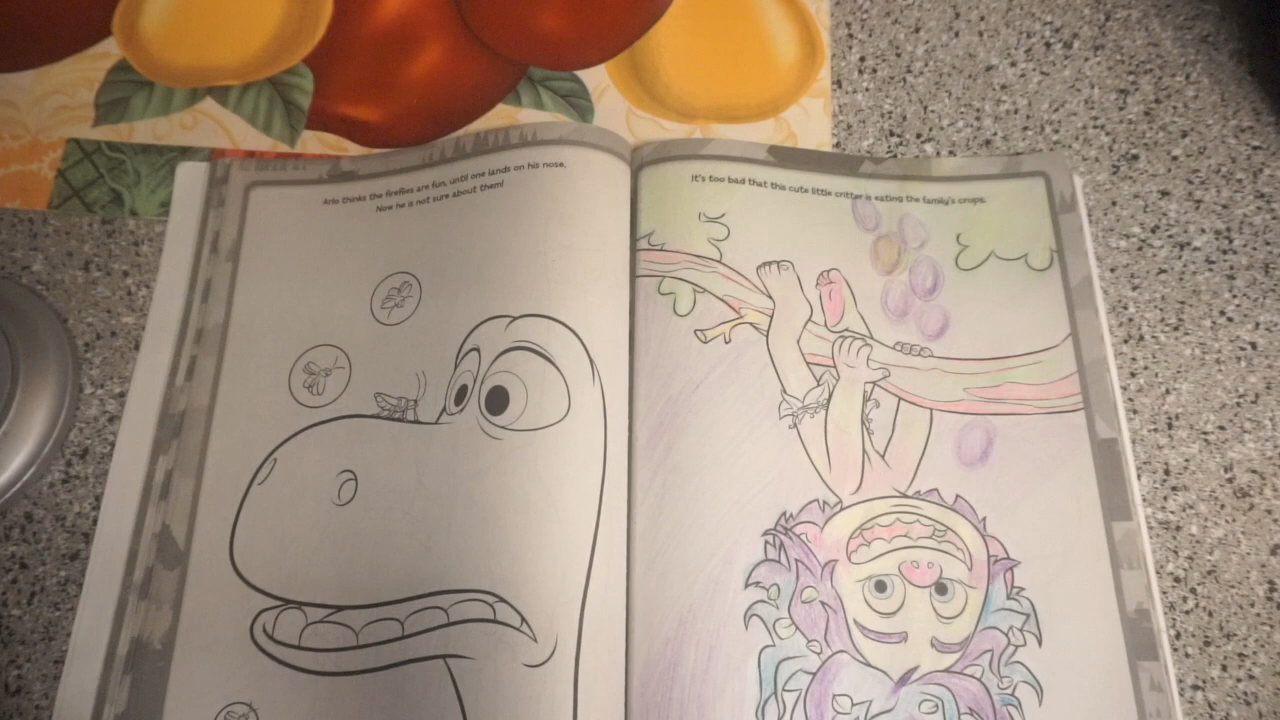 Arlo thinks the fireflies are fun, until one lands on his nose.
Now he is not sure about them!
It's too bad that this cute little critter is eating the family's crops.